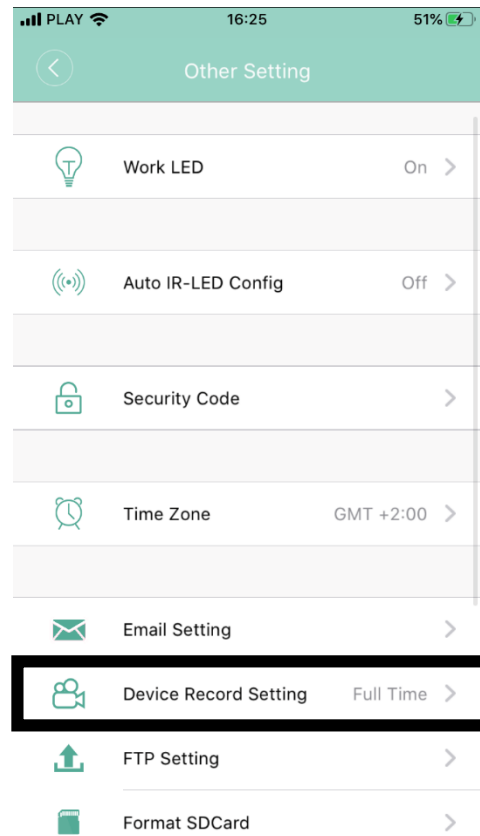 PLAY 16:25 51%
Other Setting
Work LED On
Auto IR-LED Config Off
Security Code
Time Zone GMT +2:00
Email Setting
Device Record Setting Full Time
FTP Setting
Format SDCard